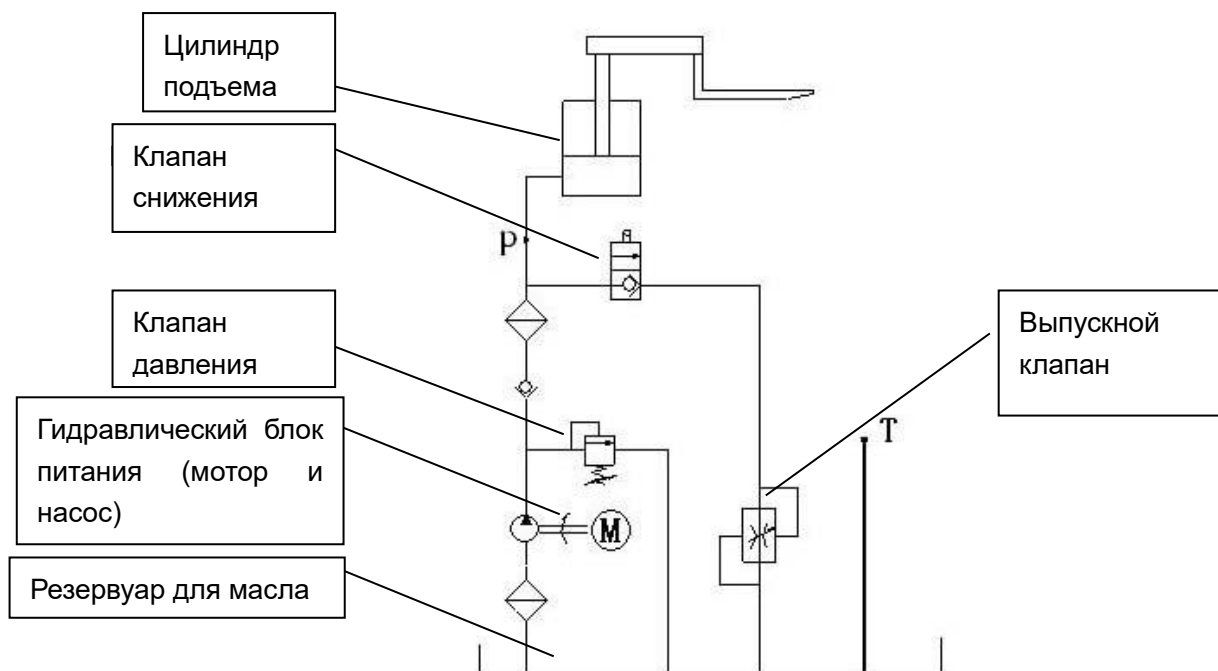 Цилиндр
подъема
Клапан
снижения
p
Клапан
давления
Выпускной
клапан
Гидравлический блок
питания (мотор и
насос)
T
M
Резервуар для масла